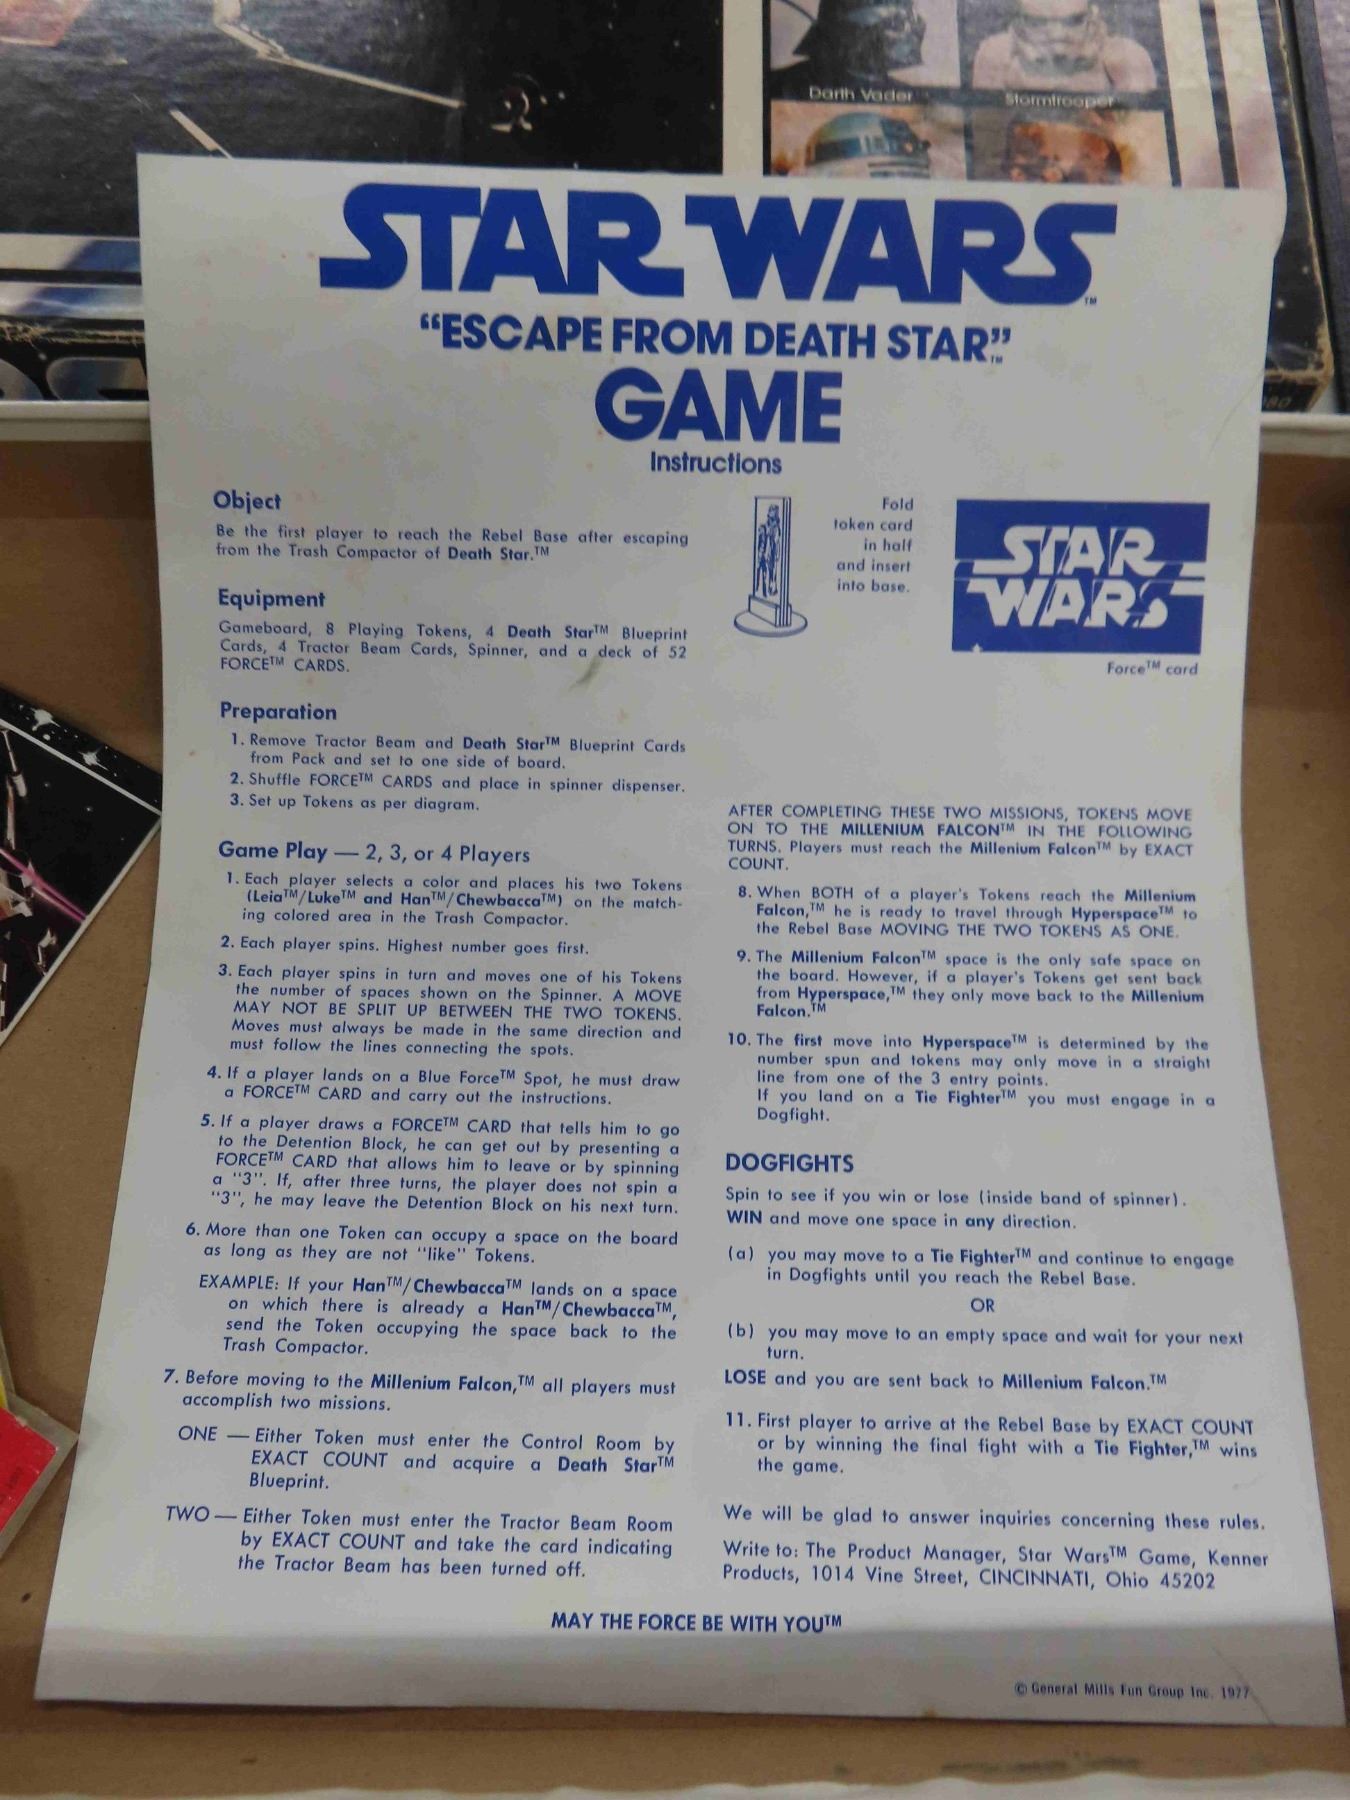 Darth Vader
Stormtrooper
STAR WARS™
"ESCAPE FROM DEATH STAR"™
GAME
Instructions
Object
Be the first player to reach the Rebel Base after escaping
from the Trash Compactor of Death Star.™
Equipment
Gameboard, 8 Playing Tokens, 4 Death Star™ Blueprint
Cards, 4 Tractor Beam Cards, Spinner, and a deck of 52
FORCE™ CARDS.
Preparation
1. Remove Tractor Beam and Death Star™ Blueprint Cards
from Pack and set to one side of board.
2. Shuffle FORCE™ CARDS and place in spinner dispenser.
3. Set up Tokens as per diagram.
Game Play — 2, 3, or 4 Players
1. Each player selects a color and places his two Tokens
(Leia™/Luke™ and Han™/Chewbacca™) on the match-
ing colored area in the Trash Compactor.
2. Each player spins. Highest number goes first.
3. Each player spins in turn and moves one of his Tokens
the number of spaces shown on the Spinner. A MOVE
MAY NOT BE SPLIT UP BETWEEN THE TWO TOKENS.
Moves must always be made in the same direction and
must follow the lines connecting the spots.
4. If a player lands on a Blue Force™ Spot, he must draw
a FORCE™ CARD and carry out the instructions.
5. If a player draws a FORCE™ CARD that tells him to go
to the Detention Block, he can get out by presenting a
FORCE™ CARD that allows him to leave or by spinning
a "3". If, after three turns, the player does not spin a
"3", he may leave the Detention Block on his next turn.
6. More than one Token can occupy a space on the board
as long as they are not "like" Tokens.
EXAMPLE: If your Han™/Chewbacca™ lands on a space
on which there is already a Han™/Chewbacca™,
send the Token occupying the space back to the
Trash Compactor.
7. Before moving to the Millenium Falcon,™ all players must
accomplish two missions.
ONE — Either Token must enter the Control Room by
EXACT COUNT and acquire a Death Star™
Blueprint.
TWO — Either Token must enter the Tractor Beam Room
by EXACT COUNT and take the card indicating
the Tractor Beam has been turned off.
Fold
token card
in half
and insert
into base.
STAR
WARS
Force™ card
AFTER COMPLETING THESE TWO MISSIONS, TOKENS MOVE
ON TO THE MILLENIUM FALCON™ IN THE FOLLOWING
TURNS. Players must reach the Millenium Falcon™ by EXACT
COUNT.
8. When BOTH of a player's Tokens reach the Millenium
Falcon,™ he is ready to travel through Hyperspace™ to
the Rebel Base MOVING THE TWO TOKENS AS ONE.
9. The Millenium Falcon™ space is the only safe space on
the board. However, if a player's Tokens get sent back
from Hyperspace,™ they only move back to the Millenium
Falcon.™
10. The first move into Hyperspace™ is determined by the
number spun and tokens may only move in a straight
line from one of the 3 entry points.
If you land on a Tie Fighter™ you must engage in a
Dogfight.
DOGFIGHTS
Spin to see if you win or lose (inside band of spinner).
WIN and move one space in any direction.
(a) you may move to a Tie Fighter™ and continue to engage
in Dogfights until you reach the Rebel Base.
OR
(b) you may move to an empty space and wait for your next
turn.
LOSE and you are sent back to Millenium Falcon.™
11. First player to arrive at the Rebel Base by EXACT COUNT
or by winning the final fight with a Tie Fighter,™ wins
the game.
We will be glad to answer inquiries concerning these rules.
Write to: The Product Manager, Star Wars™ Game, Kenner
Products, 1014 Vine Street, CINCINNATI, Ohio 45202
MAY THE FORCE BE WITH YOU™
© General Mills Fun Group Inc. 1977